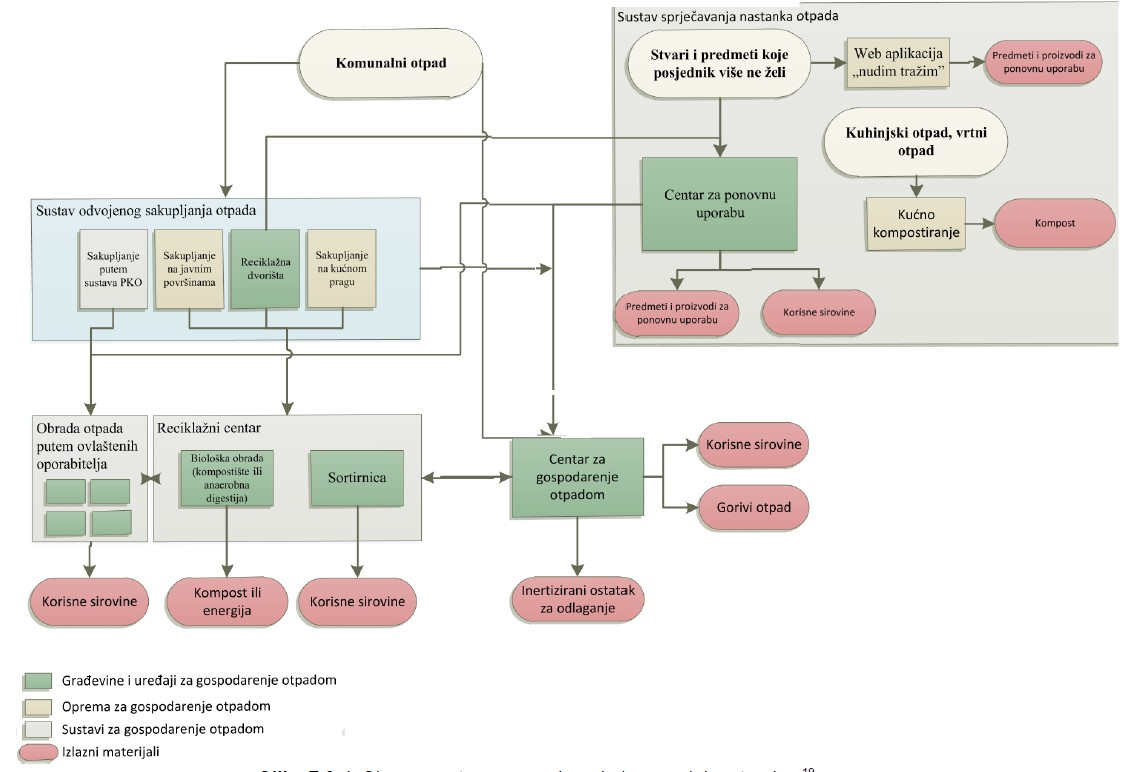 Sustav sprječavanja nastanka otpada
Komunalni otpad
Stvari i predmeti koje
posjednik više ne želi
Web aplikacija
„nudim tražim”
Predmeti i proizvodi za
ponovnu uporabu
Kuhinjski otpad, vrtni
otpad
Centar za ponovnu
uporabu
Kućno
kompostiranje
Kompost
Predmeti i proizvodi za
ponovnu uporabu
Korisne sirovine
Sustav odvojenog sakupljanja otpada
Sakupljanje
putem
sustava PKO
Sakupljanje
na javnim
površinama
Reciklažna
dvorišta
Sakupljanje
na kućnom
pragu
Obrada otpada
putem ovlaštenih
oporabitelja
Reciklažni centar
Biološka obrada
(kompostište ili
anaerobna
digestija)
Sortirnica
Centar za
gospodarenje
otpadom
Korisne sirovine
Gorivi otpad
Korisne sirovine
Kompost ili
energija
Korisne sirovine
Inertizirani ostatak
za odlaganje
Građevine i uređaji za gospodarenje otpadom
Oprema za gospodarenje otpadom
Sustavi za gospodarenje otpadom
Izlazni materijali